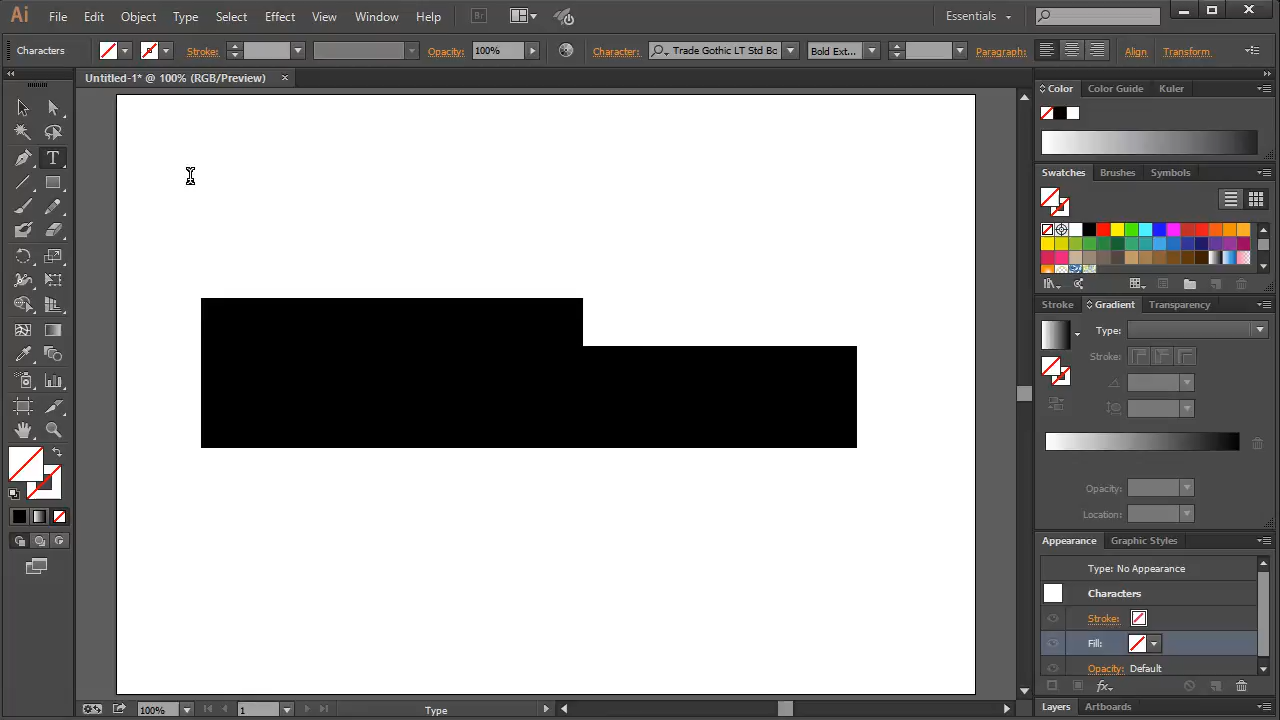 Ai File Edit Object Type Select Effect View Window Help Br Essentials
Characters Stroke: Opacity: 100% Character: Trade Gothic LT Std Bc Bold Ext... Paragraph: Align Transform
Untitled-1* @ 100% (RGB/Preview)
Color Color Guide Kuler
Swatches Brushes Symbols
Stroke Gradient Transparency
Type:
Stroke:
Opacity:
Location:
Appearance Graphic Styles
Type: No Appearance
Characters
Stroke:
Fill:
Opacity: Default
fx
Layers Artboards
100% 1 Type